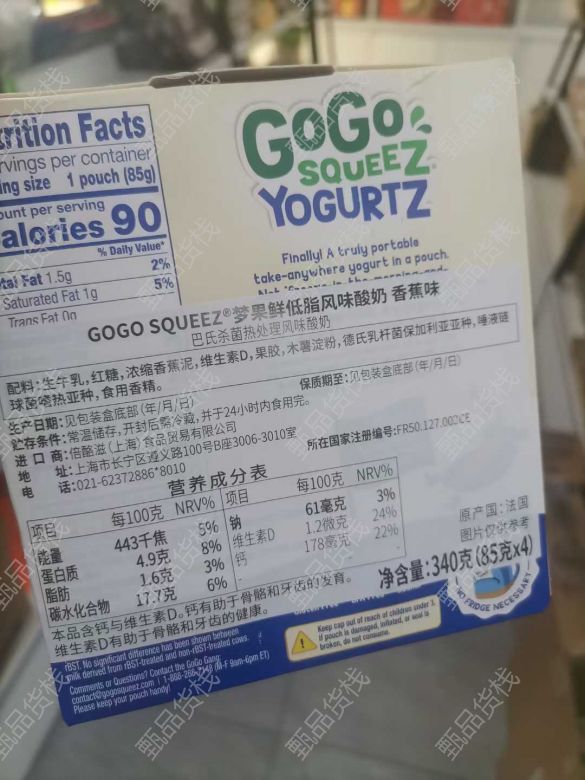 trition Facts
rvings per container
ing size 1 pouch (85g)
ount per serving
alories 90
% Daily Value*
tal Fat 1.5g 2%
Saturated Fat 1g 5%
Trans Fat 0g
GoGo
SQUEEZ
YOGURTZ
Finally! A truly portable
take-anywhere yogurt in a pouch.
GOGO SQUEEZ®梦果鲜低脂风味酸奶 香蕉味
巴氏杀菌热处理风味酸奶
配料:生牛乳,红糖,浓缩香蕉泥,维生素D,果胶,木薯淀粉,德氏乳杆菌保加利亚亚种,唾液链
球菌嗜热亚种,食用香精。
生产日期:见包装盒底部(年/月/日) 保质期至:见包装盒底部(年/月/日)
贮存条件:常温储存,开封后需冷藏,并于24小时内食用完。
进口商:倍酪滋(上海)食品贸易有限公司
地址:上海市长宁区遵义路100号B座3006-3010室 所在国家注册编号:FR50.127.002CE
电话:021-62372886*8010
营养成分表
项目 每100克 NRV% 项目 每100克 NRV%
能量 443千焦 5% 钠 61毫克 3%
蛋白质 4.9克 8% 维生素D 1.2微克 24%
脂肪 1.6克 3% 钙 178毫克 22%
碳水化合物 17.7克 6% - - -
原产国:法国
图片仅供参考
净含量:340克(85克x4)
本品含钙与维生素D。钙有助于骨骼和牙齿的发育。
维生素D有助于骨骼和牙齿的健康。
rBST. No significant difference has been shown between
milk derived from rBST-treated and non-rBST-treated cows.
Comments or Questions? Contact the GoGo Gang:
contact@gogosqueez.com | 1-866-266-2148 (M-F 9am-6pm ET)
Please keep your pouch handy!
Keep cap out of reach of children under 3.
If pouch is damaged, inflated, or seal is
broken, do not consume.
NO FRIDGE NECESSARY
甄品货栈